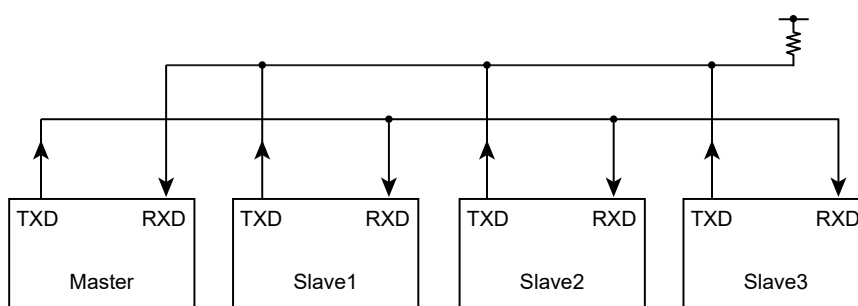 TXD RXD TXD RXD TXD RXD TXD RXD
Master Slave1 Slave2 Slave3